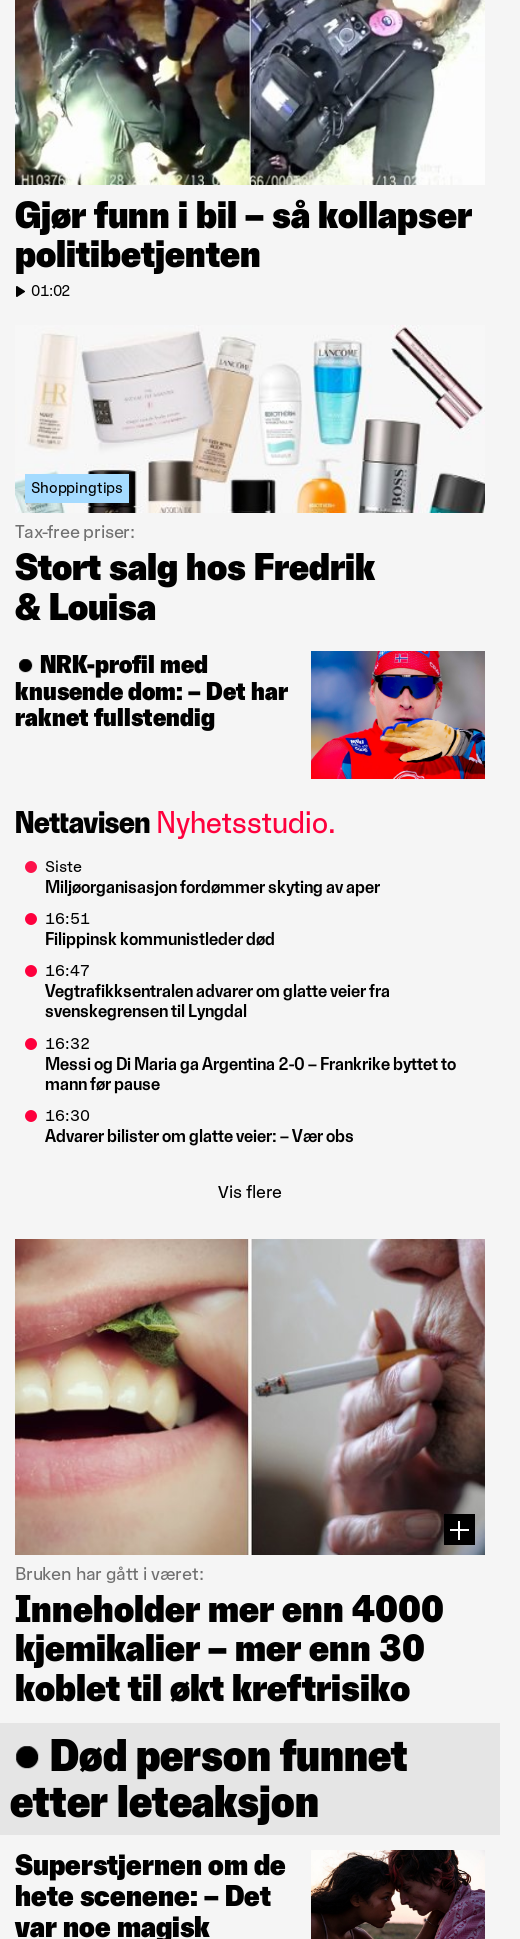 Gjør funn i bil – så kollapser
politibetjenten
01:02
LANCÔME
HR
BIOTHERM
BOSS
Shoppingtips
Tax-free priser:
Stort salg hos Fredrik
& Louisa
● NRK-profil med
knusende dom: – Det har
raknet fullstendig
Nettavisen Nyhetsstudio.
Siste
Miljøorganisasjon fordømmer skyting av aper
16:51
Filippinsk kommunistleder død
16:47
Vegtrafikksentralen advarer om glatte veier fra
svenskegrensen til Lyngdal
16:32
Messi og Di Maria ga Argentina 2-0 – Frankrike byttet to
mann før pause
16:30
Advarer bilister om glatte veier: – Vær obs
Vis flere
Bruken har gått i været:
Inneholder mer enn 4000
kjemikalier – mer enn 30
koblet til økt kreftrisiko
● Død person funnet
etter leteaksjon
Superstjernen om de
hete scenene: – Det
var noe magisk